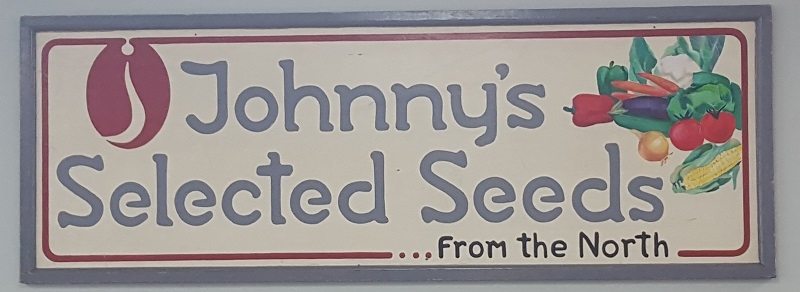 Johnny's
Selected Seeds
...From the North